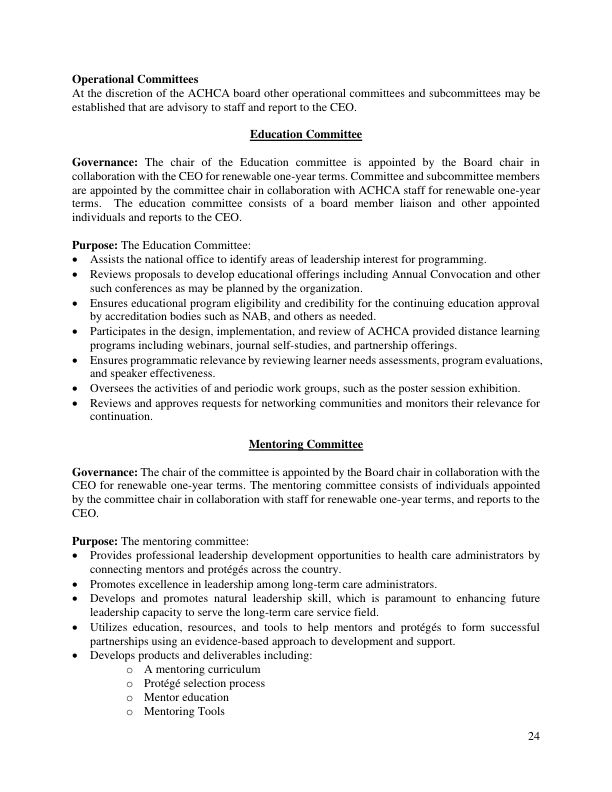 Operational Committees
At the discretion of the ACHCA board other operational committees and subcommittees may be
established that are advisory to staff and report to the CEO.
Education Committee
Governance: The chair of the Education committee is appointed by the Board chair in
collaboration with the CEO for renewable one-year terms. Committee and subcommittee members
are appointed by the committee chair in collaboration with ACHCA staff for renewable one-year
terms. The education committee consists of a board member liaison and other appointed
individuals and reports to the CEO.
Purpose: The Education Committee:
• Assists the national office to identify areas of leadership interest for programming.
• Reviews proposals to develop educational offerings including Annual Convocation and other
such conferences as may be planned by the organization.
• Ensures educational program eligibility and credibility for the continuing education approval
by accreditation bodies such as NAB, and others as needed.
• Participates in the design, implementation, and review of ACHCA provided distance learning
programs including webinars, journal self-studies, and partnership offerings.
• Ensures programmatic relevance by reviewing learner needs assessments, program evaluations,
and speaker effectiveness.
• Oversees the activities of and periodic work groups, such as the poster session exhibition.
• Reviews and approves requests for networking communities and monitors their relevance for
continuation.
Mentoring Committee
Governance: The chair of the committee is appointed by the Board chair in collaboration with the
CEO for renewable one-year terms. The mentoring committee consists of individuals appointed
by the committee chair in collaboration with staff for renewable one-year terms, and reports to the
CEO.
Purpose: The mentoring committee:
• Provides professional leadership development opportunities to health care administrators by
connecting mentors and protégés across the country.
• Promotes excellence in leadership among long-term care administrators.
• Develops and promotes natural leadership skill, which is paramount to enhancing future
leadership capacity to serve the long-term care service field.
• Utilizes education, resources, and tools to help mentors and protégés to form successful
partnerships using an evidence-based approach to development and support.
• Develops products and deliverables including:
o A mentoring curriculum
o Protégé selection process
o Mentor education
o Mentoring Tools
24